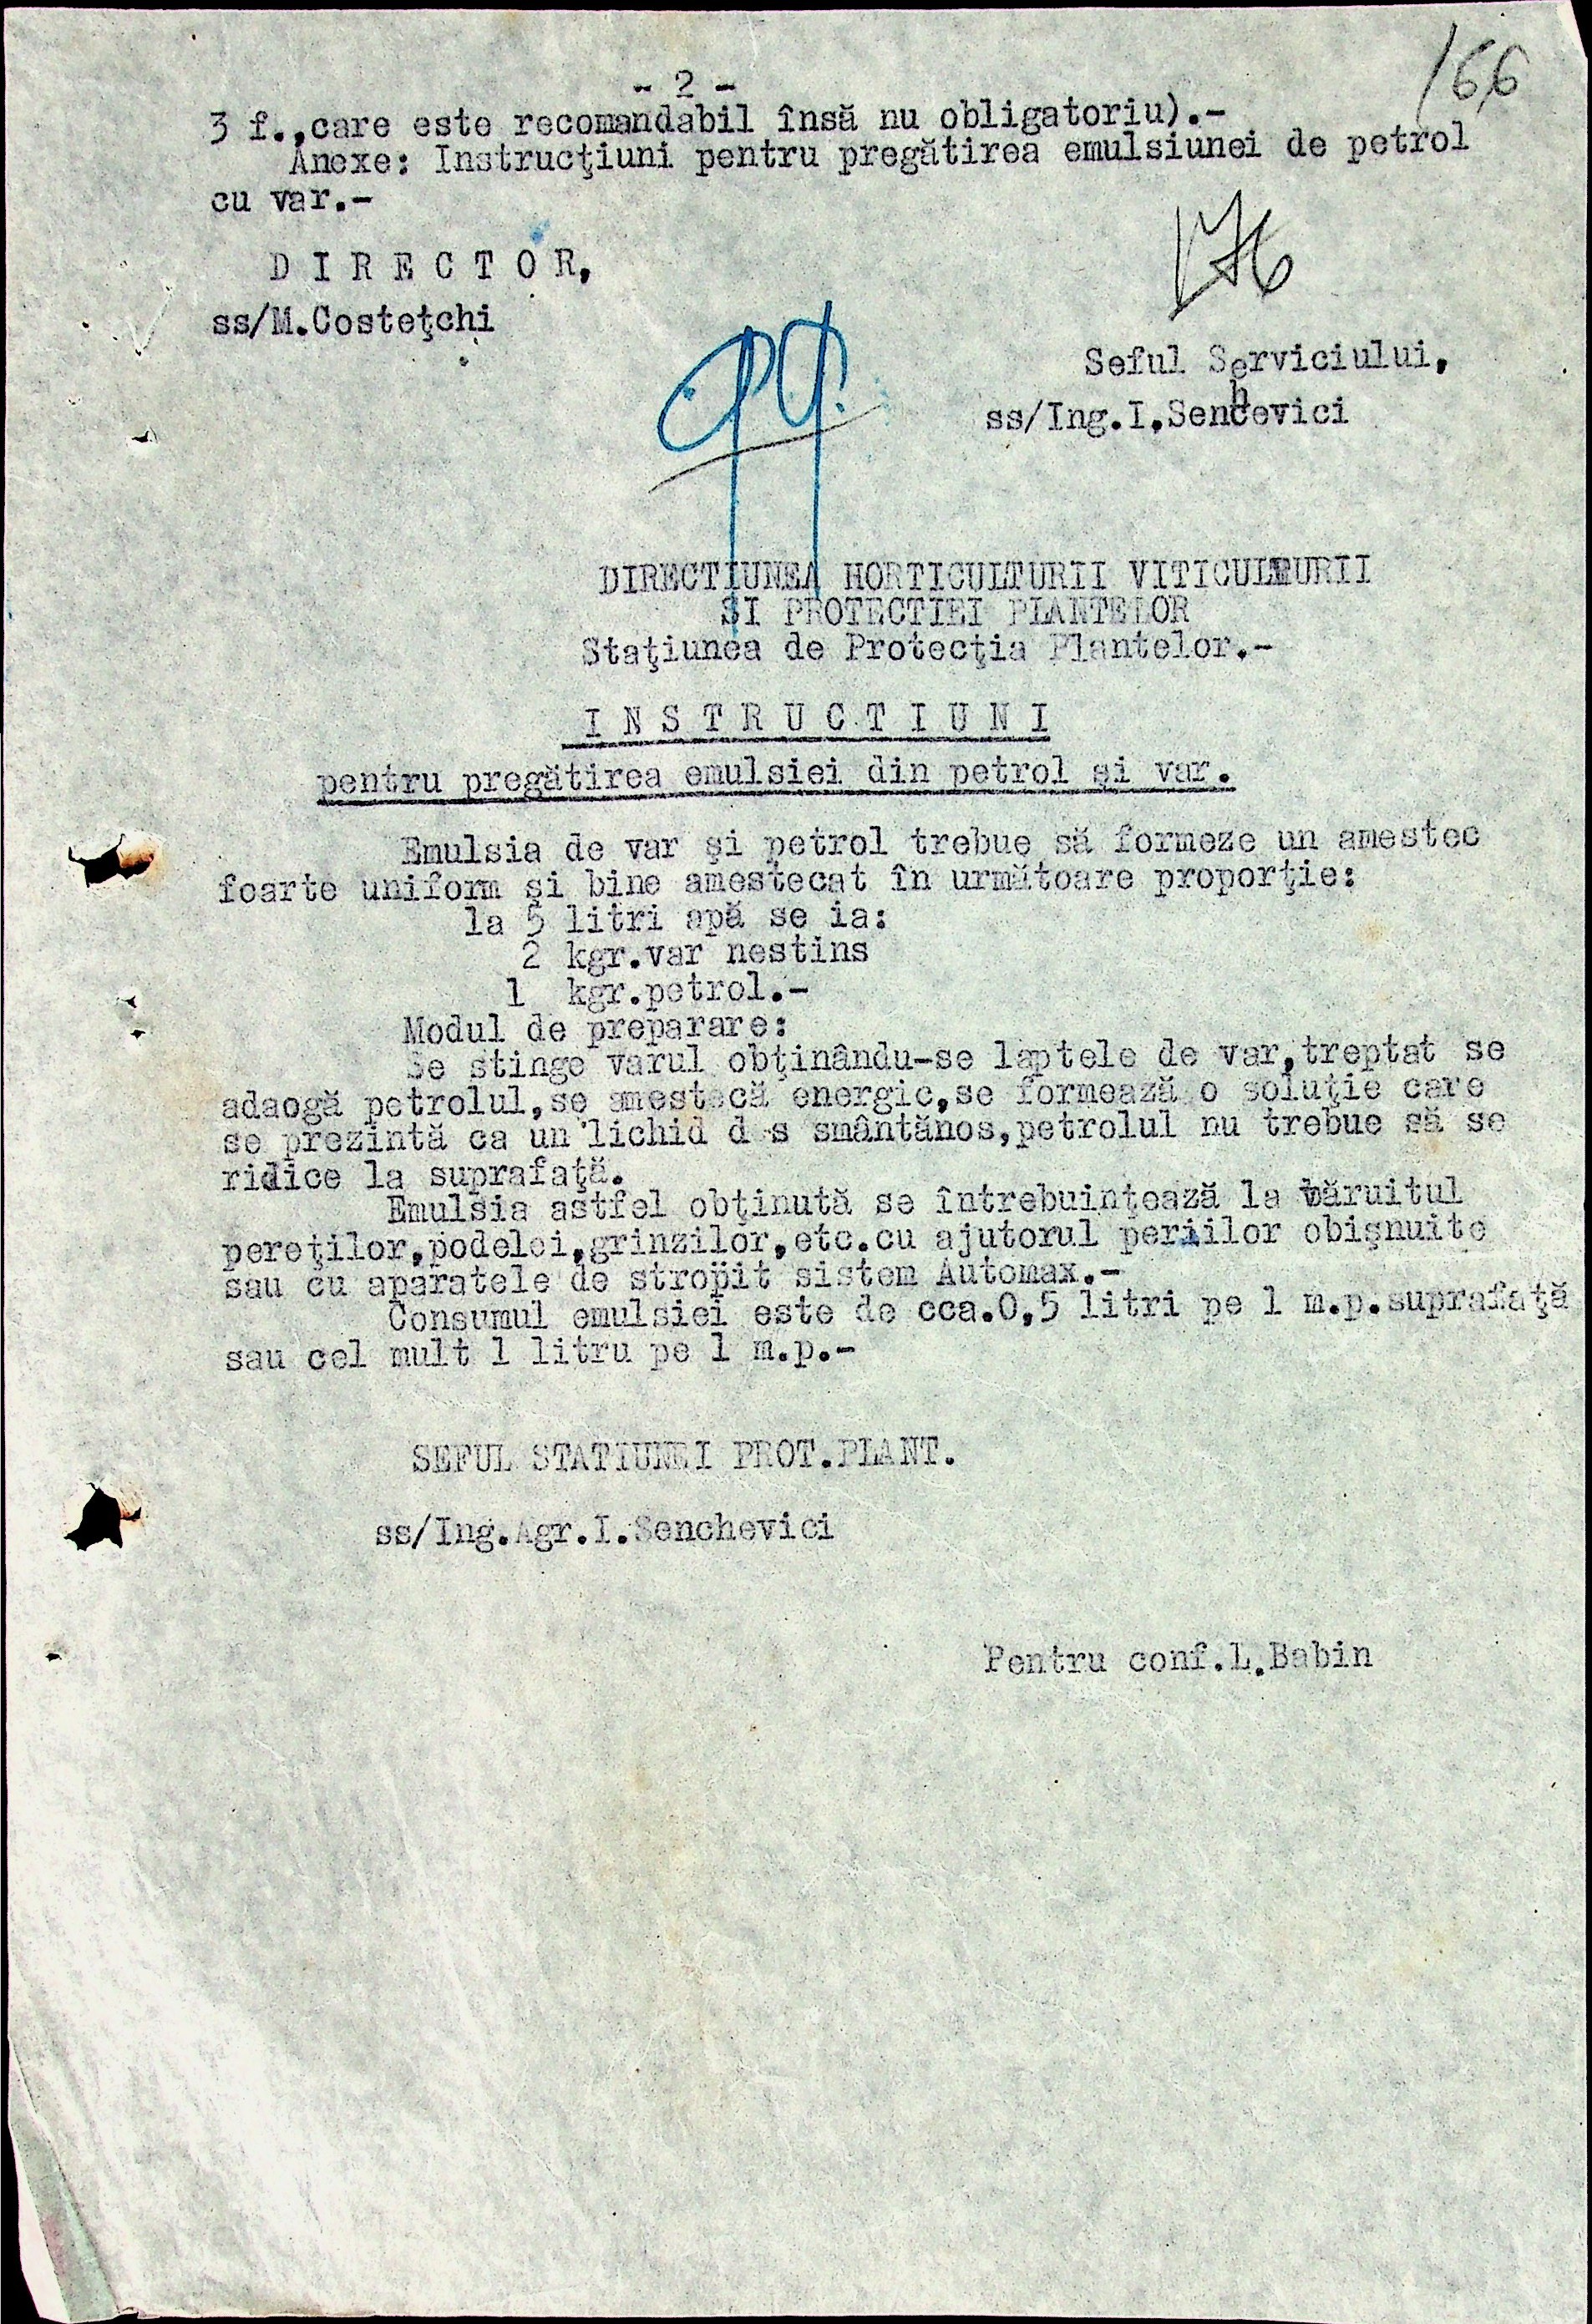 166
- 2 -
3 f.,care este recomandabil însă nu obligatoriu).-
Anexe: Instrucţiuni pentru pregătirea emulsiunei de petrol
cu var.-
176
D I R E C T O R,
ss/M.Costeţchi
Seful Serviciului,
ss/Ing.I.Senchevici
99
DIRECTIUNEA HORTICULTURII VITICULTURII
SI PROTECTIEI PLANTELOR
Staţiunea de Protecţia Plantelor.-
I N S T R U C T I U N I
pentru pregătirea emulsiei din petrol şi var.
Emulsia de var şi petrol trebue să formeze un amestec
foarte uniform şi bine amestecat în următoare proporţie:
la 5 litri apă se ia:
2 kgr.var nestins
1 kgr.petrol.-
Modul de preparare:
Se stinge varul obţinându-se laptele de var,treptat se
adaogă petrolul,se amestecă energic,se formează o soluţie care
se prezintă ca un lichid d s smântănos,petrolul nu trebue să se
ridice la suprafaţă.
Emulsia astfel obţinută se întrebuinţează la văruitul
pereţilor,podelei,grinzilor,etc.cu ajutorul periilor obişnuite
sau cu aparatele de stropit sistem Automax.-
Consumul emulsiei este de cca.0,5 litri pe 1 m.p.suprafaţă
sau cel mult 1 litru pe 1 m.p.-
SEFUL STATIUNEI PROT.PLANT.
ss/Ing.Agr.I.Senchevici
Pentru conf.L.Babin